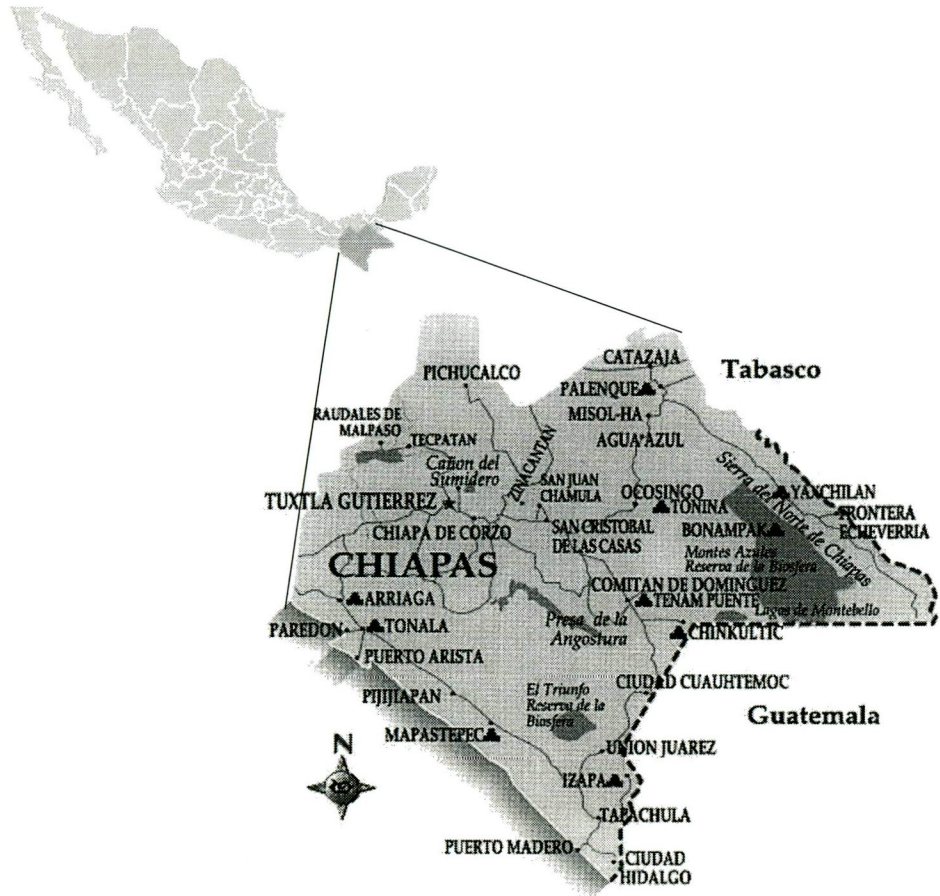 CATAZAJA
Tabasco
PICHUCALCO
PALENQUE
MISOL-HA
RAUDALES DE
MALPASO
TECPATAN
AGUA AZUL
Cañon del
Sumidero
ZINACANTAN
SAN JUAN
CHAMULA
Sierra del Norte de Chiapas
TUXTLA GUTIERREZ
OCOSINGO
TONINA
YAXCHILAN
FRONTERA
ECHEVERRIA
CHIAPA DE CORZO
SAN CRISTOBAL
DE LAS CASAS
BONAMPAK
CHIAPAS
Montes Azules
Reserva de la Biosfera
COMITAN DE DOMINGUEZ
ARRIAGA
TENAM PUENTE
Lagos de Montebello
Presa de la
Angostura
PAREDON
TONALA
CHINKULTIC
PUERTO ARISTA
CIUDAD CUAUHTEMOC
PIJIJIAPAN
El Triunfo
Reserva de la
Biosfera
Guatemala
MAPASTEPEC
UNION JUAREZ
N
IZAPA
TAPACHULA
PUERTO MADERO
CIUDAD
HIDALGO